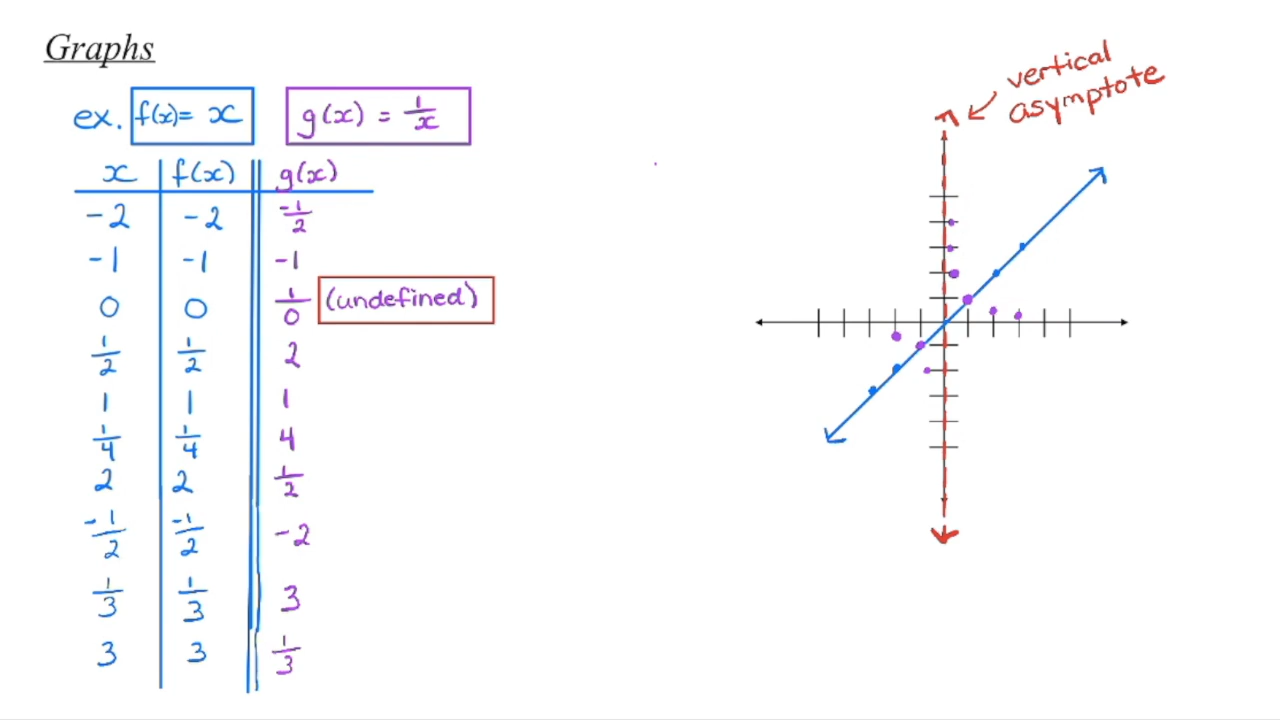 Graphs
ex. f(x)= x g(x) = 1/x
x f(x) g(x)
-2 -2 -1/2
-1 -1 -1
0 0 1/0 (undefined)
1/2 1/2 2
1 1 1
1/4 1/4 4
2 2 1/2
-1/2 -1/2 -2
1/3 1/3 3
3 3 1/3
vertical
asymptote